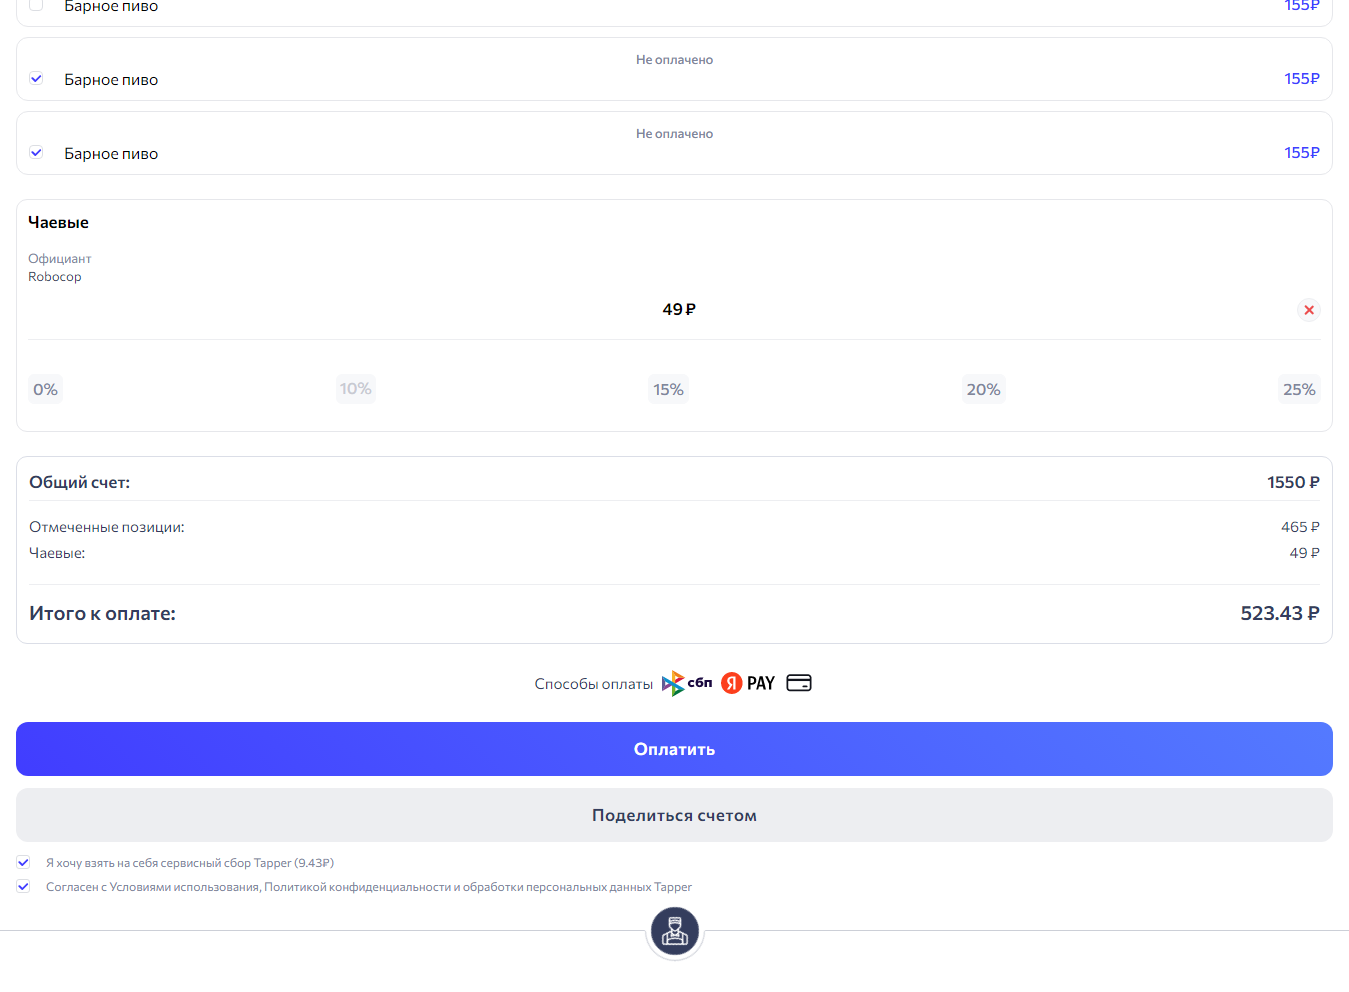 Барное пиво 155₽
Не оплачено
Барное пиво 155₽
Не оплачено
Барное пиво 155₽
Чаевые
Официант
Robocop
49 ₽
0% 10% 15% 20% 25%
Общий счет: 1550 ₽
Отмеченные позиции: 465 ₽
Чаевые: 49 ₽
Итого к оплате: 523.43 ₽
Способы оплаты сбп Я PAY
Оплатить
Поделиться счетом
Я хочу взять на себя сервисный сбор Tapper (9.43₽)
Согласен с Условиями использования, Политикой конфиденциальности и обработки персональных данных Tapper